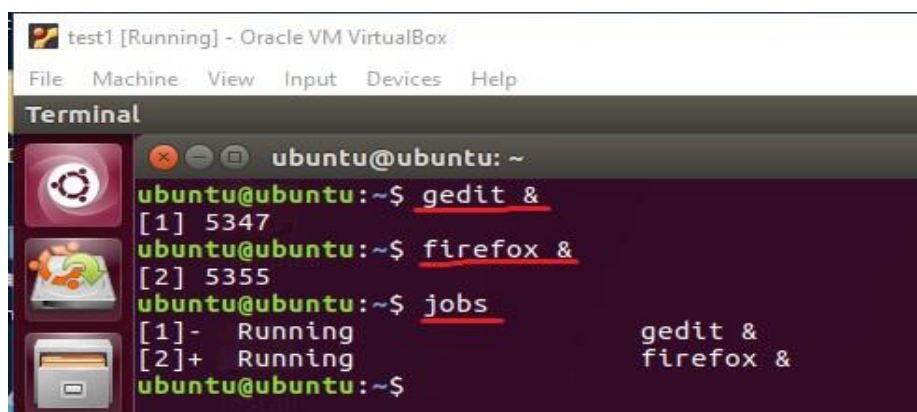 test1 [Running] - Oracle VM VirtualBox
File Machine View Input Devices Help
Terminal
ubuntu@ubuntu: ~
ubuntu@ubuntu:~$ gedit &
[1] 5347
ubuntu@ubuntu:~$ firefox &
[2] 5355
ubuntu@ubuntu:~$ jobs
[1]- Running gedit &
[2]+ Running firefox &
ubuntu@ubuntu:~$